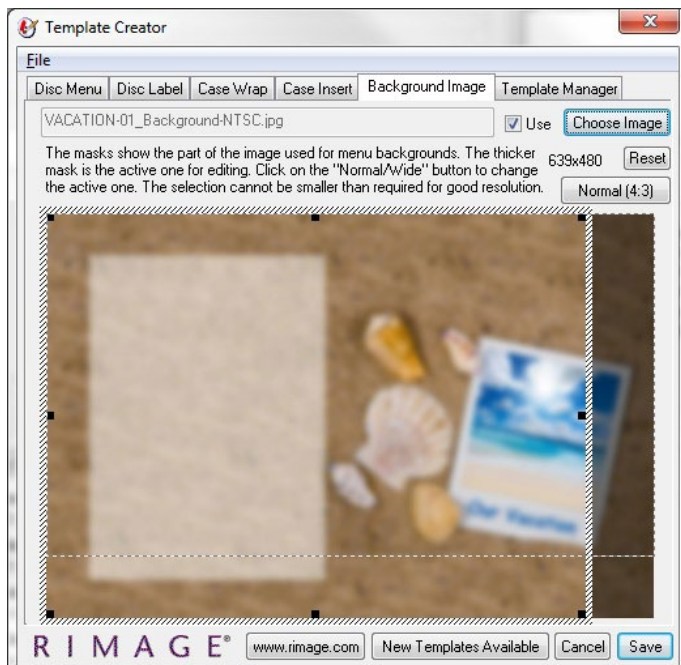 Template Creator
File
Disc Menu Disc Label Case Wrap Case Insert Background Image Template Manager
VACATION-01_Background-NTSC.jpg Use Choose Image
The masks show the part of the image used for menu backgrounds. The thicker
mask is the active one for editing. Click on the "Normal/Wide" button to change
the active one. The selection cannot be smaller than required for good resolution.
639x480 Reset
Normal (4:3)
Our Vacation
RIMAGE® www.rimage.com New Templates Available Cancel Save